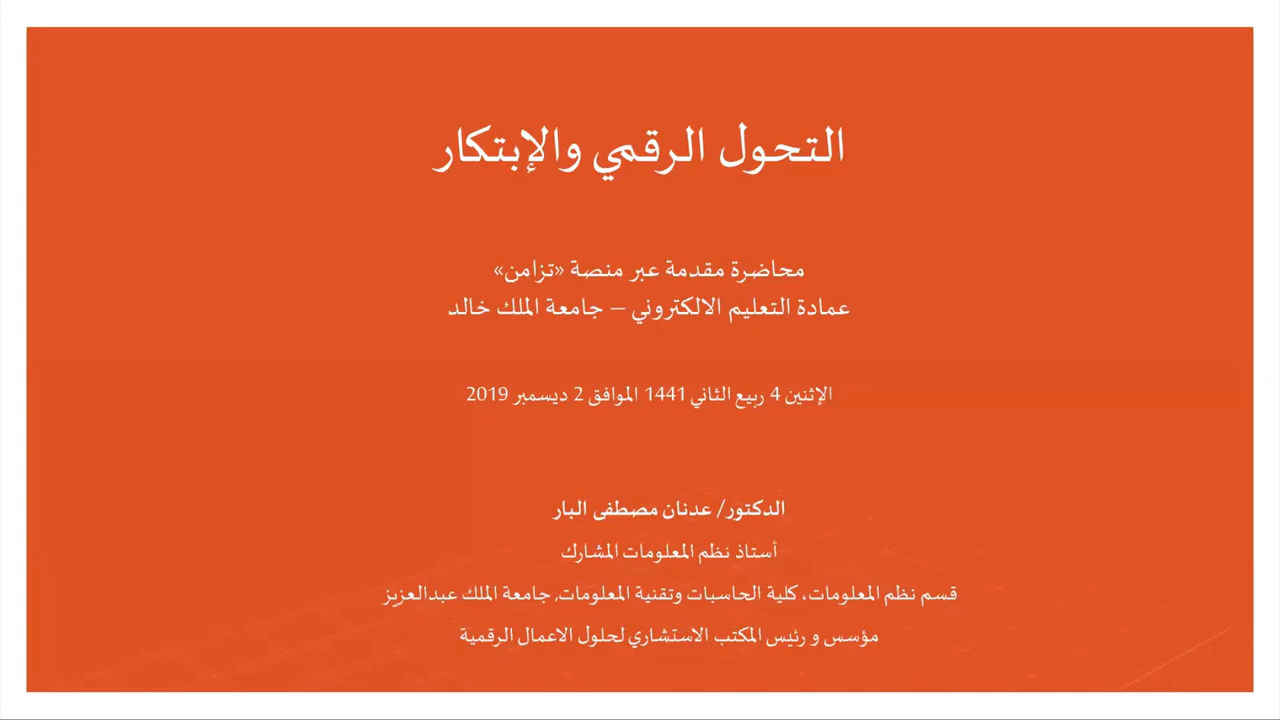 التحول الرقمي والإبتكار
محاضرة مقدمة عبر منصة «تزامن»
عمادة التعليم الالكتروني – جامعة الملك خالد
الإثنين 4 ربيع الثاني 1441 الموافق 2 ديسمبر 2019
الدكتور/ عدنان مصطفى البار
أستاذ نظم المعلومات المشارك
قسم نظم المعلومات، كلية الحاسبات وتقنية المعلومات, جامعة الملك عبدالعزيز
مؤسس و رئيس المكتب الاستشاري لحلول الاعمال الرقمية